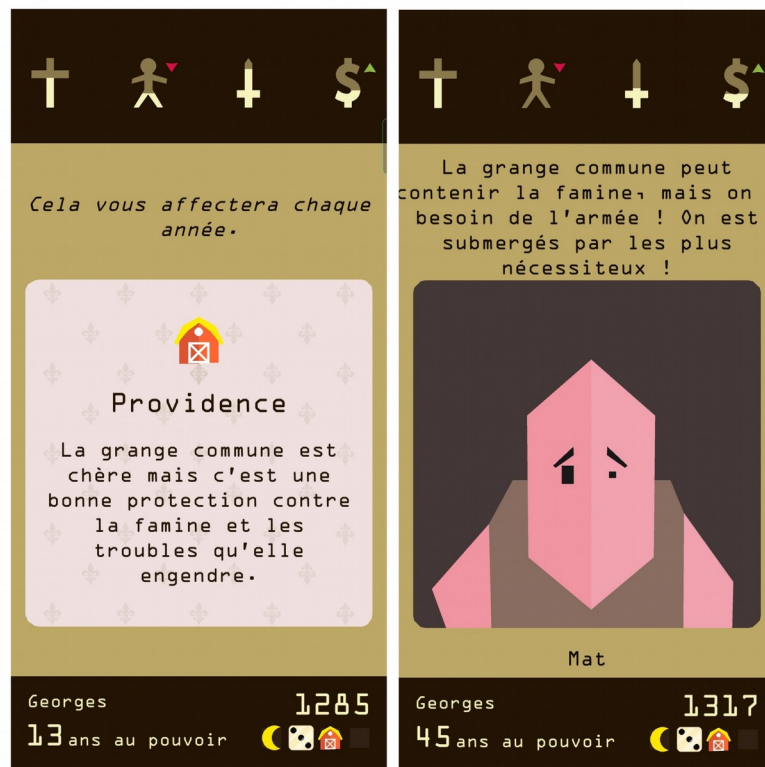 Cela vous affectera chaque
année.
Providence
La grange commune est
chère mais c'est une
bonne protection contre
la famine et les
troubles qu'elle
engendre.
Georges
1285
13 ans au pouvoir
La grange commune peut
contenir la famine, mais on
besoin de l'armée ! On est
submergés par les plus
nécessiteux !
Mat
Georges
1317
45 ans au pouvoir